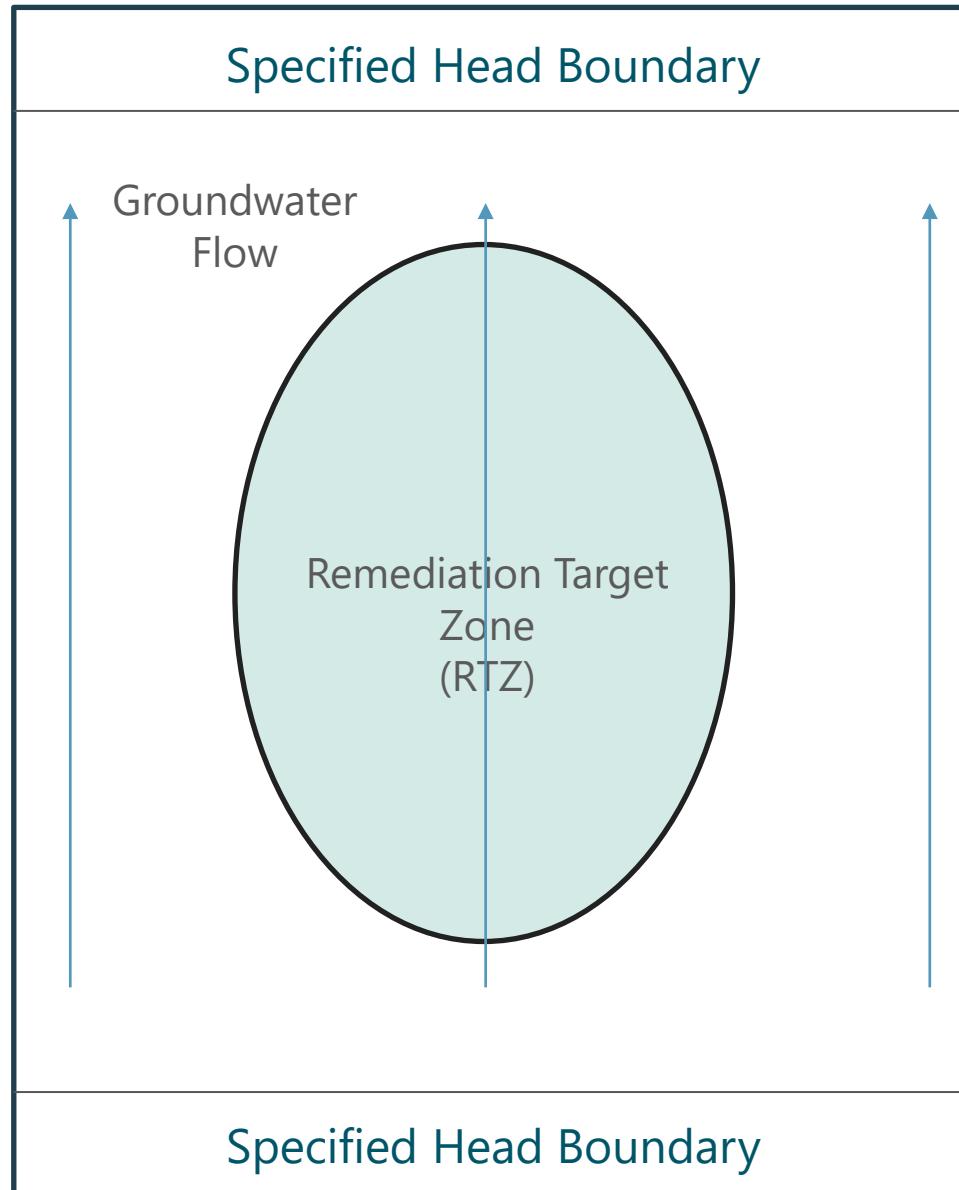 Specified Head Boundary
Groundwater
Flow
Remediation Target
Zone
(RTZ)
Specified Head Boundary